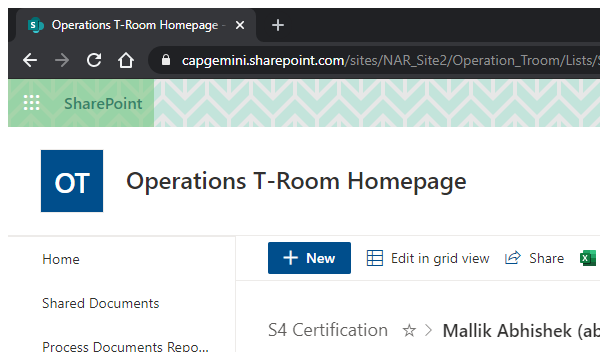 Operations T-Room Homepage -
capgemini.sharepoint.com/sites/NAR_Site2/Operation_Troom/Lists/
SharePoint
OT
Operations T-Room Homepage
New
Edit in grid view
Share
Home
Shared Documents
Process Documents Repo...
S4 Certification
Mallik Abhishek (ab